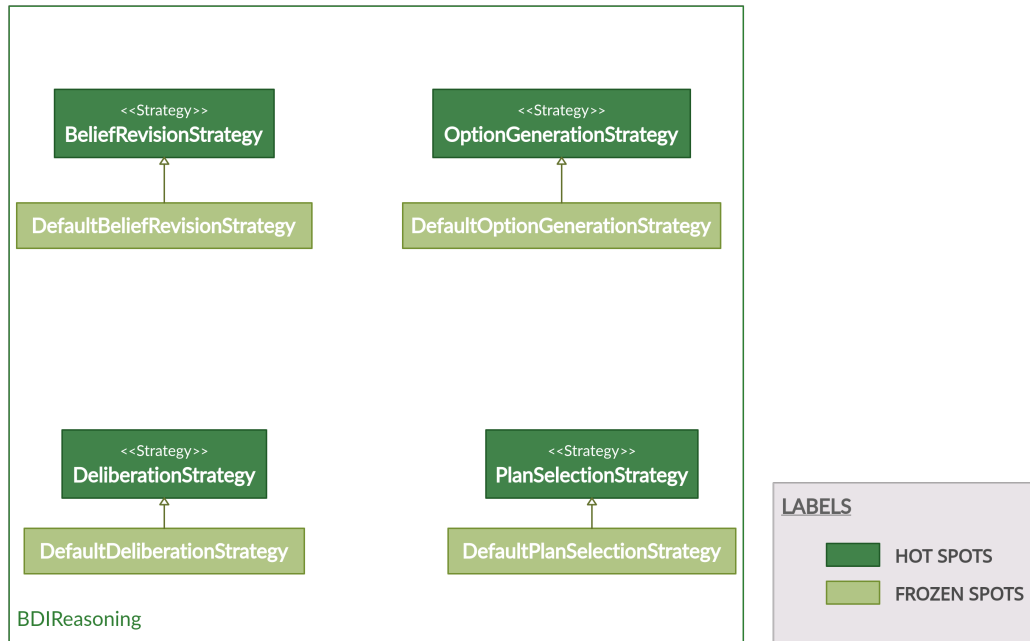 <<Strategy>>
BeliefRevisionStrategy
<<Strategy>>
OptionGenerationStrategy
DefaultBeliefRevisionStrategy
DefaultOptionGenerationStrategy
<<Strategy>>
DeliberationStrategy
<<Strategy>>
PlanSelectionStrategy
DefaultDeliberationStrategy
DefaultPlanSelectionStrategy
BDIReasoning
LABELS
HOT SPOTS
FROZEN SPOTS